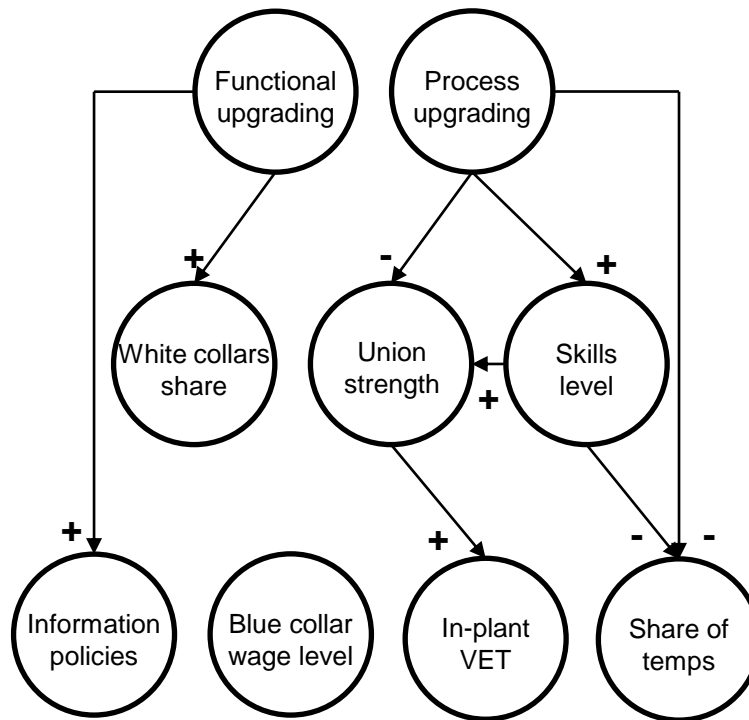 Functional
upgrading
Process
upgrading
+
-
+
White collars
share
Union
strength
Skills
level
+
+
+
-
-
Information
policies
Blue collar
wage level
In-plant
VET
Share of
temps